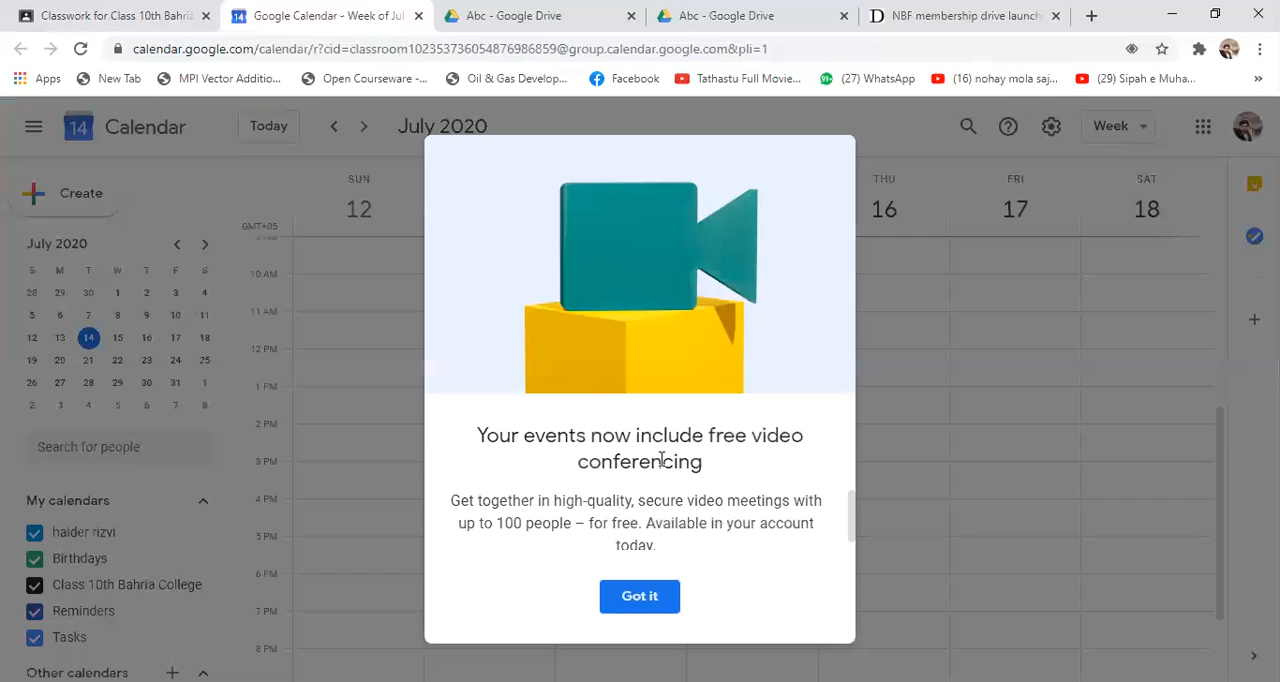 Classwork for Class 10th Bahria
Google Calendar - Week of Jul
Abc - Google Drive
Abc - Google Drive
NBF membership drive launch
calendar.google.com/calendar/r?cid=classroom102353736054876986859@group.calendar.google.com&pli=1
Apps
New Tab
MPI Vector Additio...
Open Courseware -...
Oil & Gas Develop...
Facebook
Tathastu Full Movie...
(27) WhatsApp
(16) nohay mola saj...
(29) Sipah e Muha...
»
14
Calendar
Today
July 2020
Week
Create
SUN
12
THU
16
FRI
17
SAT
18
GMT+05
July 2020
S M T W T F S
28 29 30 1 2 3 4
5 6 7 8 9 10 11
12 13 14 15 16 17 18
19 20 21 22 23 24 25
26 27 28 29 30 31 1
2 3 4 5 6 7 8
10 AM
11 AM
12 PM
1 PM
2 PM
3 PM
4 PM
5 PM
6 PM
7 PM
8 PM
Search for people
My calendars
haider rizvi
Birthdays
Class 10th Bahria College
Reminders
Tasks
Other calendars
Your events now include free video
conferencing
Get together in high-quality, secure video meetings with
up to 100 people – for free. Available in your account
today.
Got it